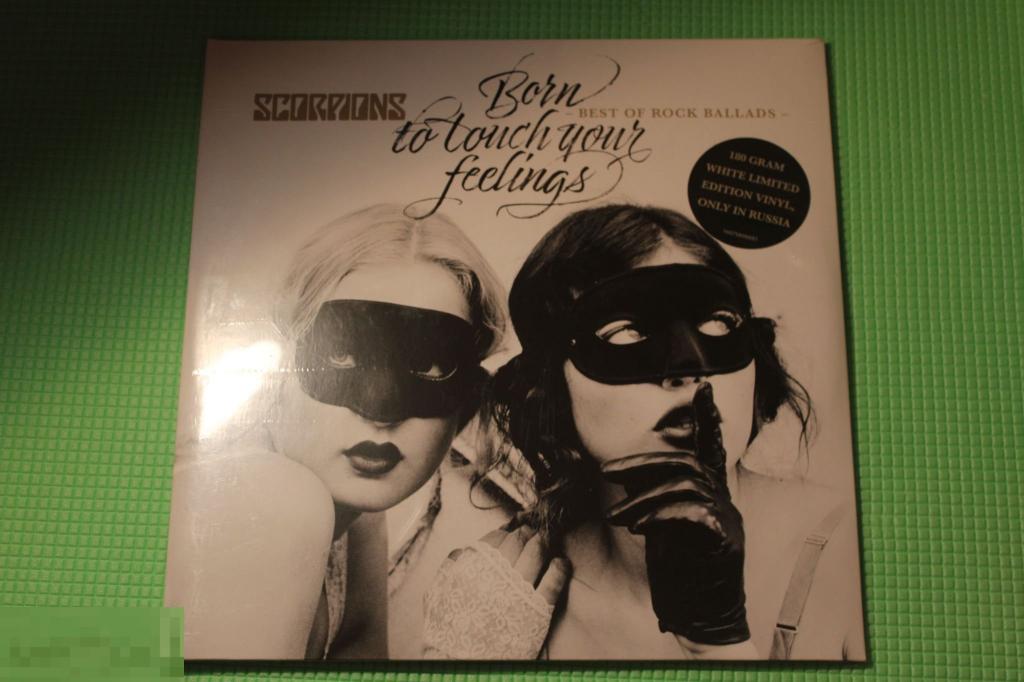 SCORPIONS
Born
to touch your
feelings
– BEST OF ROCK BALLADS –
180 GRAM
WHITE LIMITED
EDITION VINYL,
ONLY IN RUSSIA